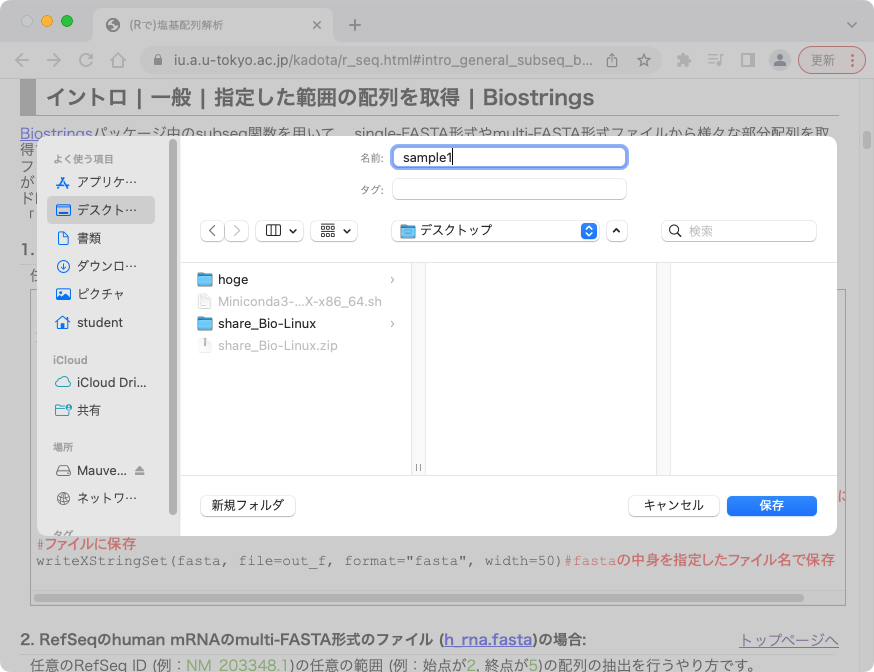 (Rで)塩基配列解析
iu.a.u-tokyo.ac.jp/kadota/r_seq.html#intro_general_subseq_b...
更新
イントロ | 一般 | 指定した範囲の配列を取得 | Biostrings
Biostringsパッケージ中のsubseq関数を用いて、 single-FASTA形式やmulti-FASTA形式ファイルから様々な部分配列を取
得
フ
が
ド
「
1.
任
よく使う項目
アプリケ…
デスクト…
書類
ダウンロ…
ピクチャ
student
iCloud
iCloud Dri...
共有
場所
Mauve...
ネットワ…
タグ
名前:
sample1
タグ:
デスクトップ
検索
hoge
Miniconda3-...X-x86_64.sh
share_Bio-Linux
share_Bio-Linux.zip
新規フォルダ
キャンセル
保存
に
#ファイルに保存
writeXStringSet(fasta, file=out_f, format="fasta", width=50)#fastaの中身を指定したファイル名で保存
2. RefSeqのhuman mRNAのmulti-FASTA形式のファイル (h_rna.fasta)の場合:
トップページへ
任意のRefSeq ID (例：NM_203348.1)の任意の範囲 (例：始点が2, 終点が5)の配列の抽出を行うやり方です。